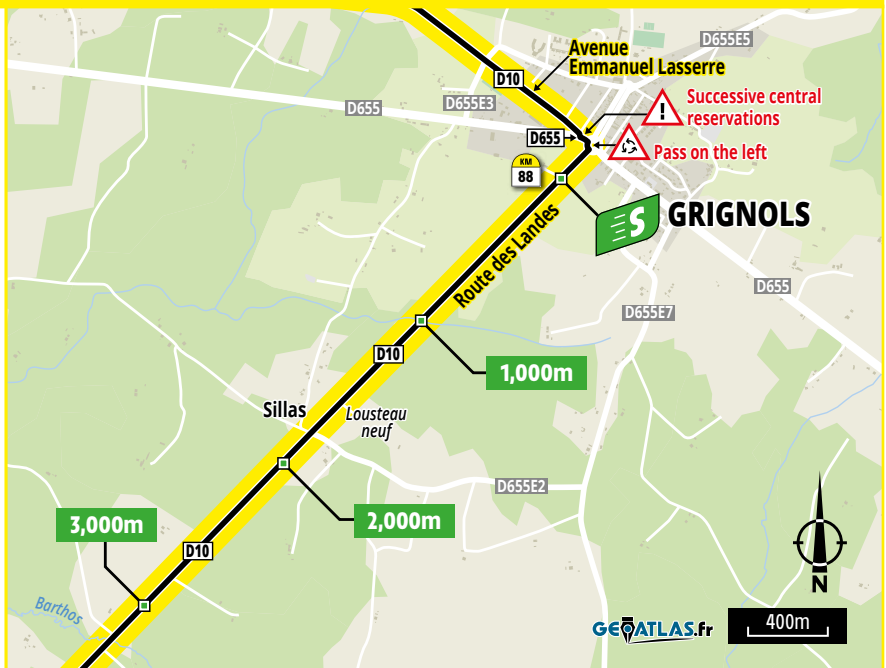 D655E5
Avenue
Emmanuel Lasserre
D10
D655
D655E3
!
Successive central
reservations
D655
Pass on the left
KM
88
S
GRIGNOLS
Route des Landes
D655
D655E7
D10
1,000m
Sillas
Lousteau
neuf
D655E2
2,000m
3,000m
D10
N
Barthos
GEOATLAS.fr
400m